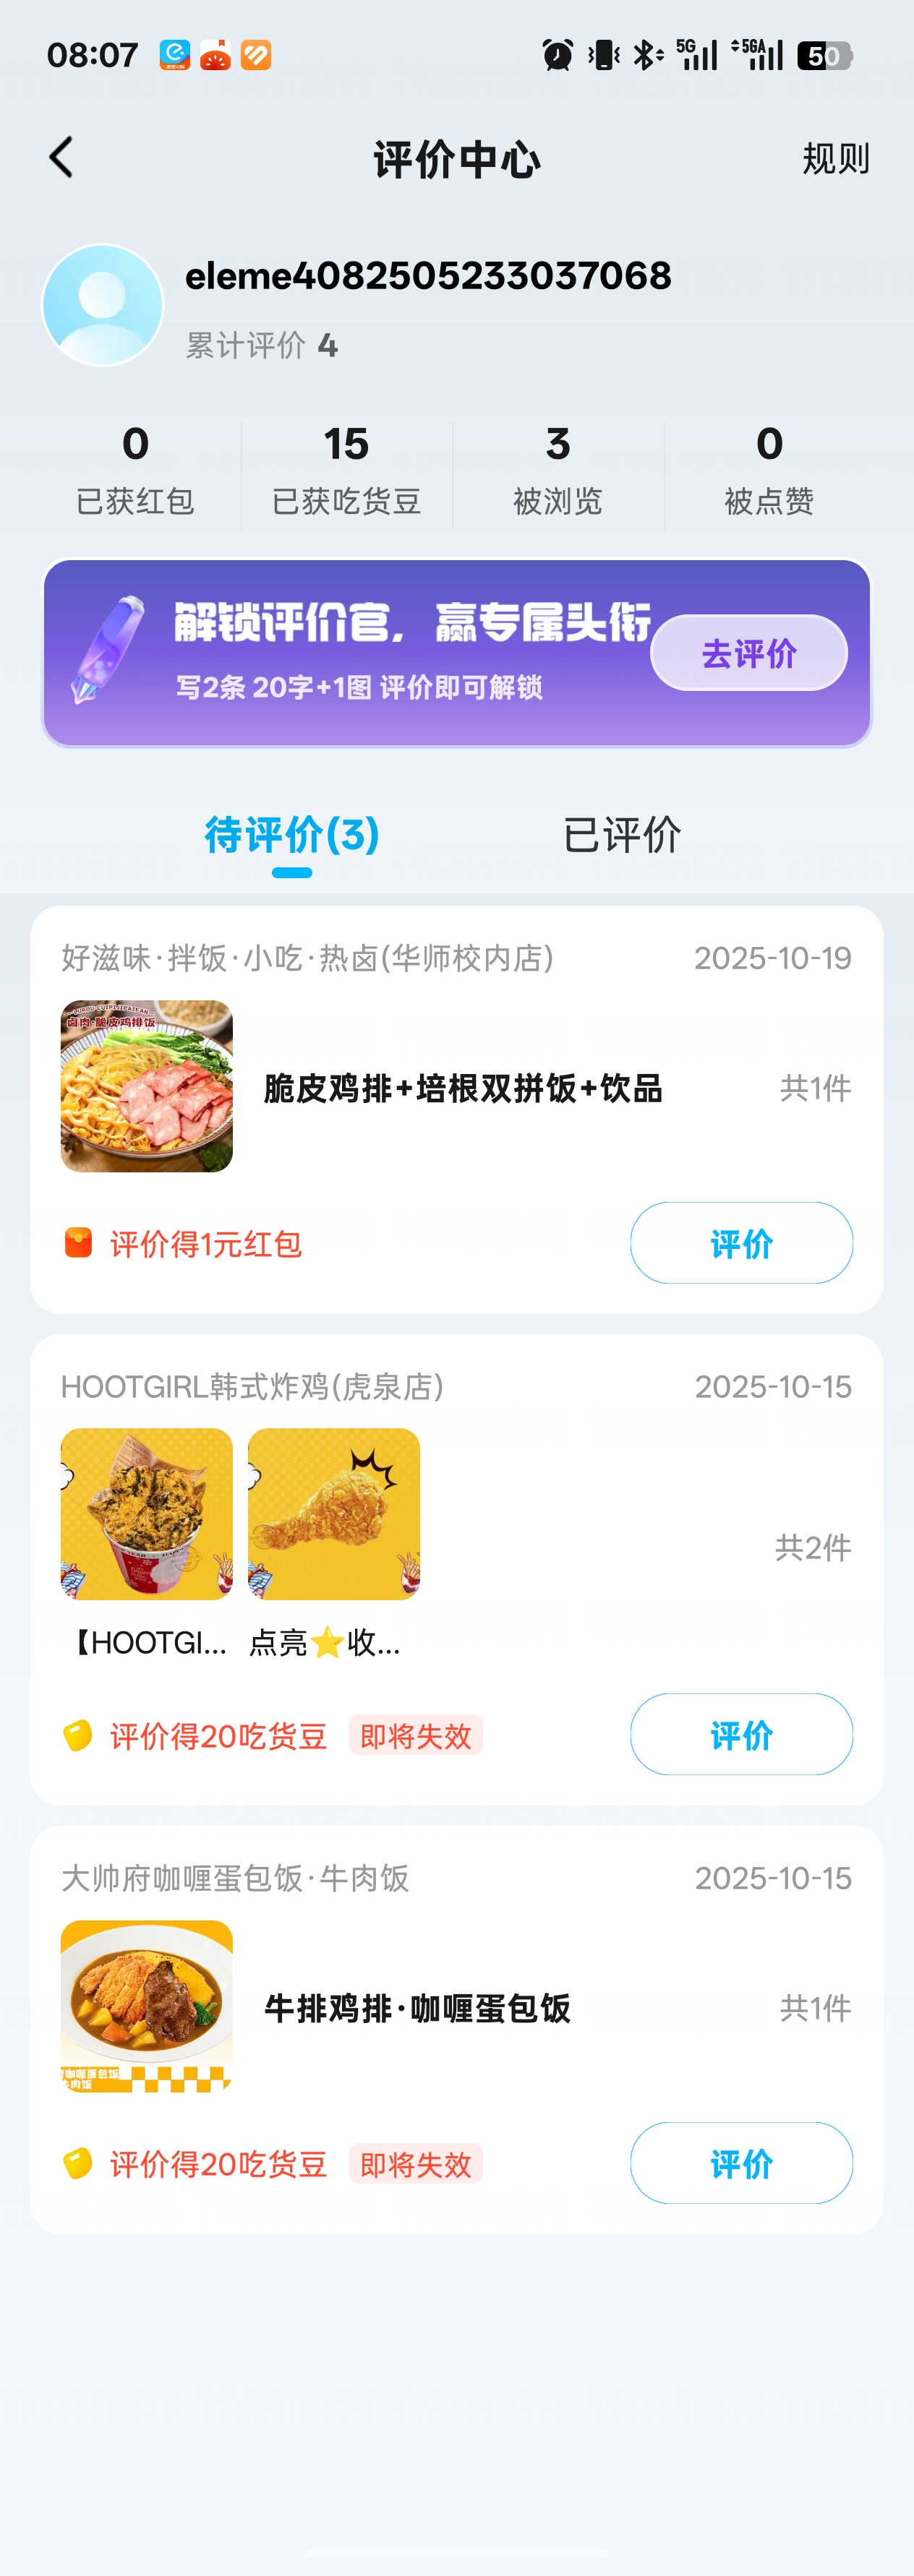 08:07
5G
5GA
50
评价中心
规则
eleme4082505233037068
累计评价 4
0
15
3
0
已获红包
已获吃货豆
被浏览
被点赞
解锁评价官，赢专属头衔
写2条 20字+1图 评价即可解锁
去评价
待评价(3)
已评价
好滋味·拌饭·小吃·热卤(华师校内店)
2025-10-19
卤肉·脆皮鸡排饭
脆皮鸡排+培根双拼饭+饮品
共1件
评价得1元红包
评价
HOOTGIRL韩式炸鸡(虎泉店)
2025-10-15
共2件
【HOOTGI...
点亮⭐收...
评价得20吃货豆
即将失效
评价
大帅府咖喱蛋包饭·牛肉饭
2025-10-15
牛排鸡排·咖喱蛋包饭
共1件
咖喱蛋包饭
牛肉饭
评价得20吃货豆
即将失效
评价